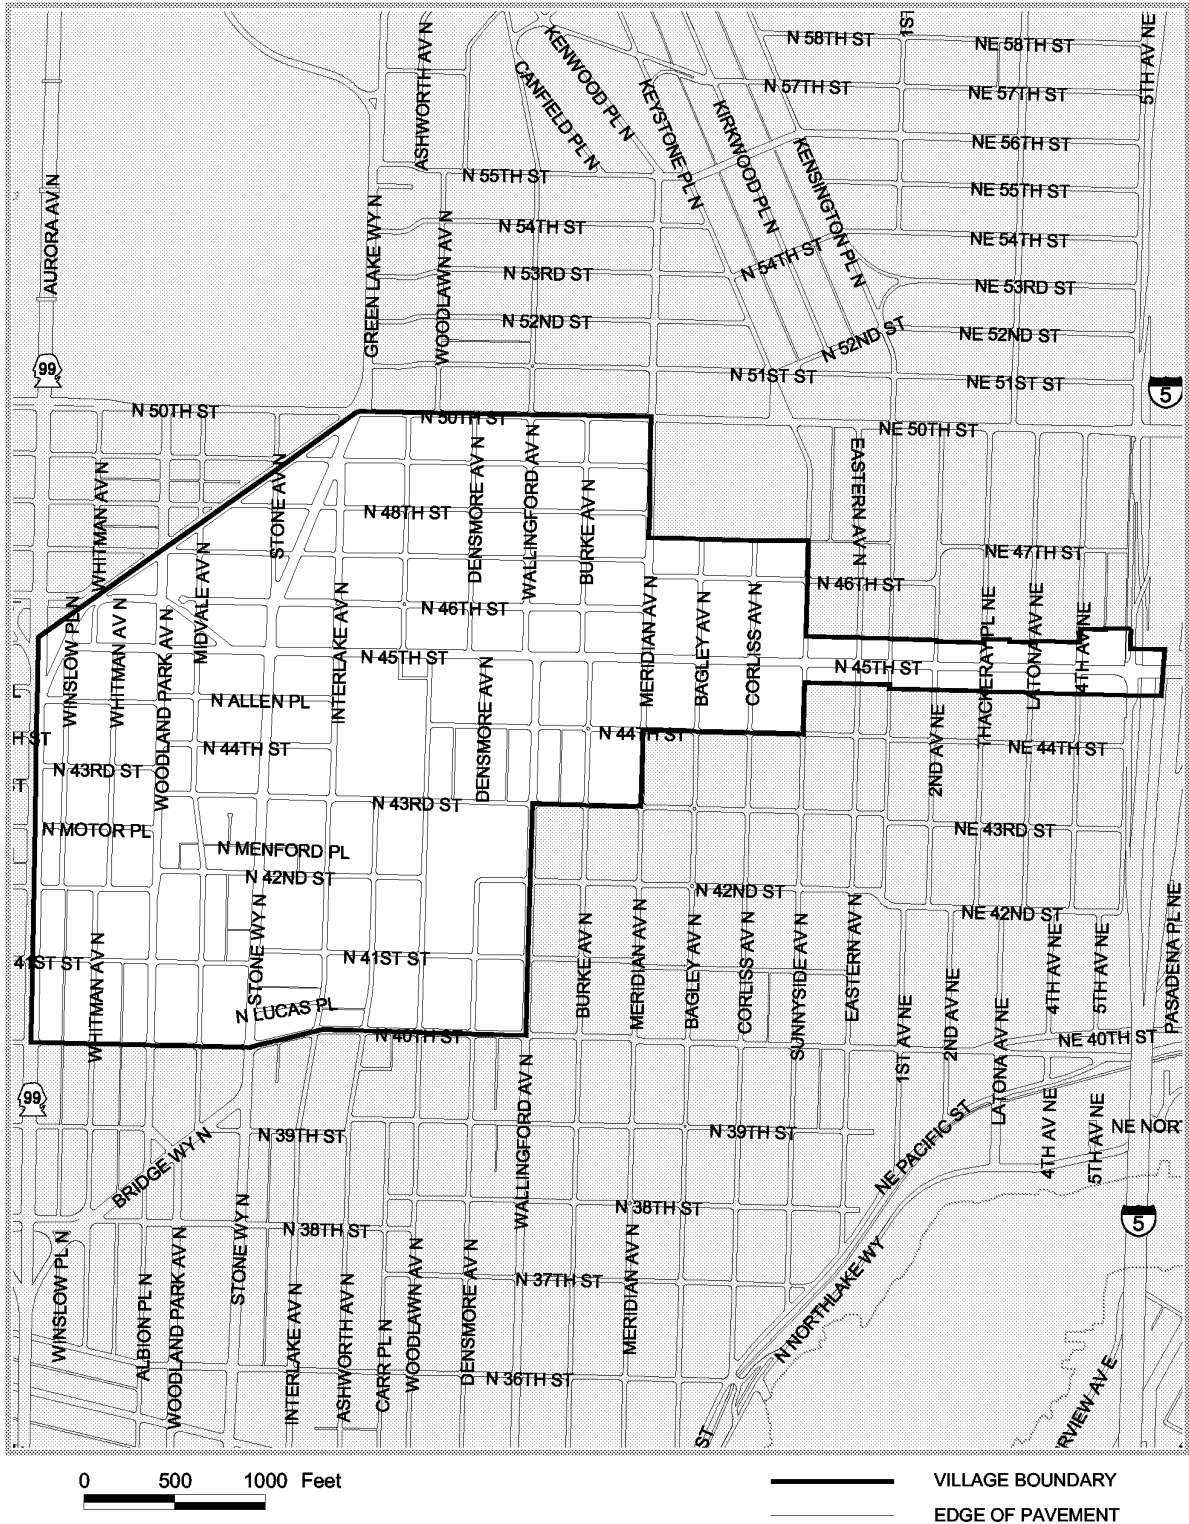 1ST
N 58TH ST
NE 58TH ST
5TH AV NE
ASHWORTH AV N
KENWOOD PL N
CANFIELD PL N
KEYSTONE PL N
KIRKWOOD PL N
KENSINGTON PL N
N 57TH ST
NE 57TH ST
NE 56TH ST
N 55TH ST
NE 55TH ST
AURORA AV N
GREEN LAKE WY N
WOODLAWN AV N
N 54TH ST
N 54TH ST
NE 54TH ST
N 53RD ST
NE 53RD ST
N 52ND ST
N 52ND ST
NE 52ND ST
99
N 51ST ST
NE 51ST ST
5
N 50TH ST
N 50TH ST
NE 50TH ST
WHITMAN AV N
STONE AV N
DENSMORE AV N
WALLINGFORD AV N
BURKE AV N
EASTERN AV N
N 48TH ST
NE 47TH ST
MIDVALE AV N
INTERLAKE AV N
N 46TH ST
N 46TH ST
WINSLOW PL N
WHITMAN AV N
WOODLAND PARK AV N
MERIDIAN AV N
BAGLEY AV N
CORLISS AV N
THACKERAY PL NE
LATONA AV NE
4TH AV NE
N 45TH ST
N 45TH ST
DENSMORE AV N
N ALLEN PL
2ND AV NE
H ST
N 44TH ST
N 44TH ST
NE 44TH ST
N 43RD ST
ST
N 43RD ST
N MOTOR PL
NE 43RD ST
N MENFORD PL
N 42ND ST
N 42ND ST
NE 42ND ST
STONE WY N
WHITMAN AV N
BURKE AV N
MERIDIAN AV N
BAGLEY AV N
CORLISS AV N
SUNNYSIDE AV N
EASTERN AV N
4TH AV NE
5TH AV NE
PASADENA PL NE
41ST ST
N 41ST ST
1ST AV NE
2ND AV NE
LATONA AV NE
N LUCAS PL
N 40TH ST
NE 40TH ST
99
WALLINGFORD AV N
4TH AV NE
5TH AV NE
N 39TH ST
N 39TH ST
NE NOR
BRIDGE WY N
NE PACIFIC ST
N 38TH ST
N 38TH ST
5
WINSLOW PL N
ALBION PL N
WOODLAND PARK AV N
STONE WY N
INTERLAKE AV N
ASHWORTH AV N
CARR PL N
WOODLAWN AV N
DENSMORE AV N
MERIDIAN AV N
N 37TH ST
N NORTHLAKE WY
N 36TH ST
ST
RVIEW AV E
0 500 1000 Feet
VILLAGE BOUNDARY
EDGE OF PAVEMENT